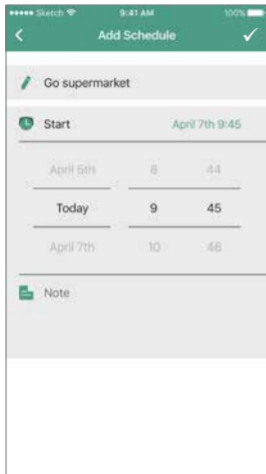 Sketch 9:41 AM 100%
Add Schedule
Go supermarket
Start April 7th 9:45
April 5th 8 44
Today 9 45
April 7th 10 46
Note